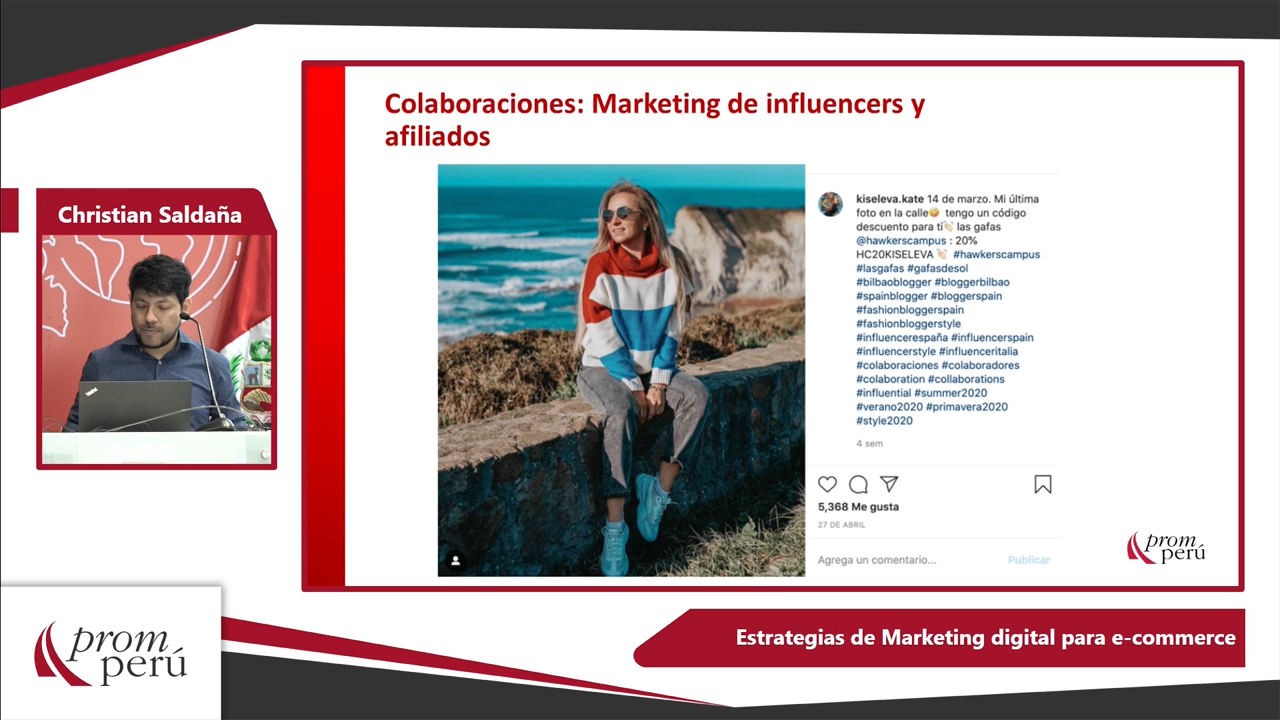 Colaboraciones: Marketing de influencers y
afiliados
Christian Saldaña
kiseleva.kate 14 de marzo. Mi última
foto en la calle🤣 tengo un código
descuento para ti👏🏻 las gafas
@hawkerscampus : 20%
HC20KISELEVA 👏🏻 #hawkerscampus
#lasgafas #gafasdesol
#bilbaoblogger #bloggerbilbao
#spainblogger #bloggerspain
#fashionbloggerspain
#fashionbloggerstyle
#influencerespaña #influencerspain
#influencerstyle #influenceritalia
#colaboraciones #colaboradores
#colaboration #collaborations
#influential #summer2020
#verano2020 #primavera2020
#style2020
4 sem
5,368 Me gusta
27 DE ABRIL
Agrega un comentario... Publicar
prom
perú
Estrategias de Marketing digital para e-commerce
prom
perú